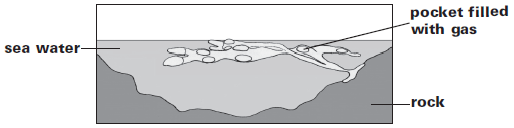 pocket filled
with gas
sea water
rock